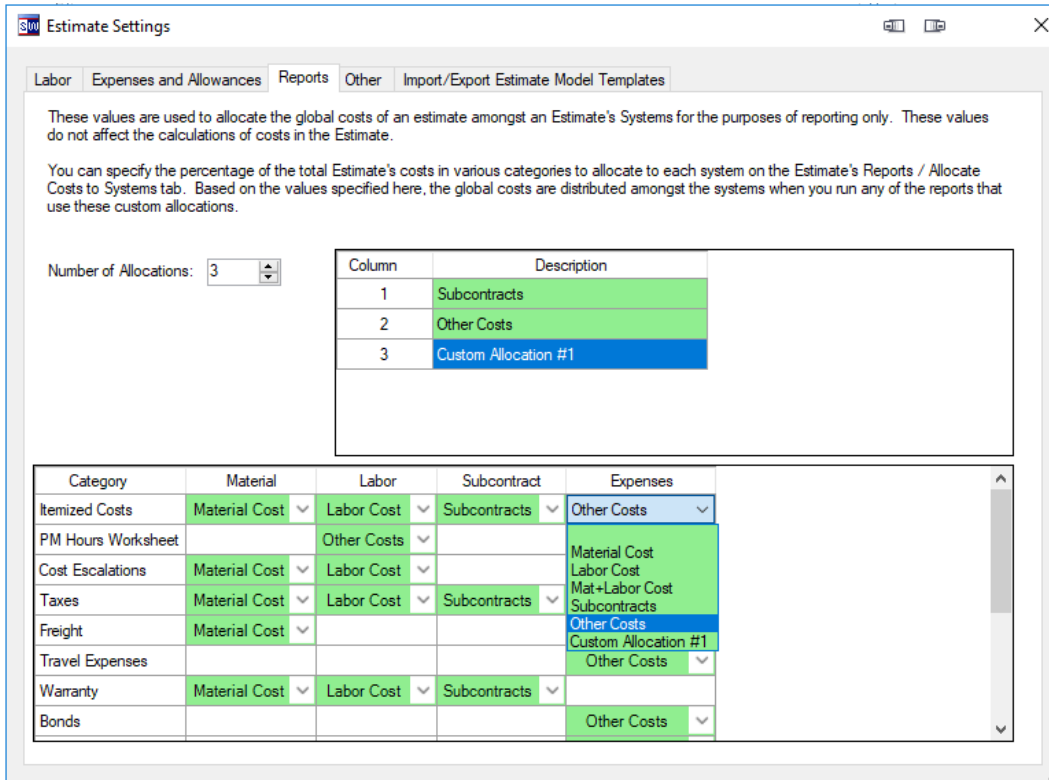 SW Estimate Settings
Labor Expenses and Allowances Reports Other Import/Export Estimate Model Templates
These values are used to allocate the global costs of an estimate amongst an Estimate's Systems for the purposes of reporting only. These values
do not affect the calculations of costs in the Estimate.
You can specify the percentage of the total Estimate's costs in various categories to allocate to each system on the Estimate's Reports / Allocate
Costs to Systems tab. Based on the values specified here, the global costs are distributed amongst the systems when you run any of the reports that
use these custom allocations.
Number of Allocations: 3
Column Description
1 Subcontracts
2 Other Costs
3 Custom Allocation #1
Category Material Labor Subcontract Expenses
Itemized Costs Material Cost Labor Cost Subcontracts Other Costs
PM Hours Worksheet Other Costs
Cost Escalations Material Cost Labor Cost
Taxes Material Cost Labor Cost Subcontracts
Freight Material Cost
Material Cost
Labor Cost
Mat+Labor Cost
Subcontracts
Other Costs
Custom Allocation #1
Travel Expenses Other Costs
Warranty Material Cost Labor Cost Subcontracts
Bonds Other Costs